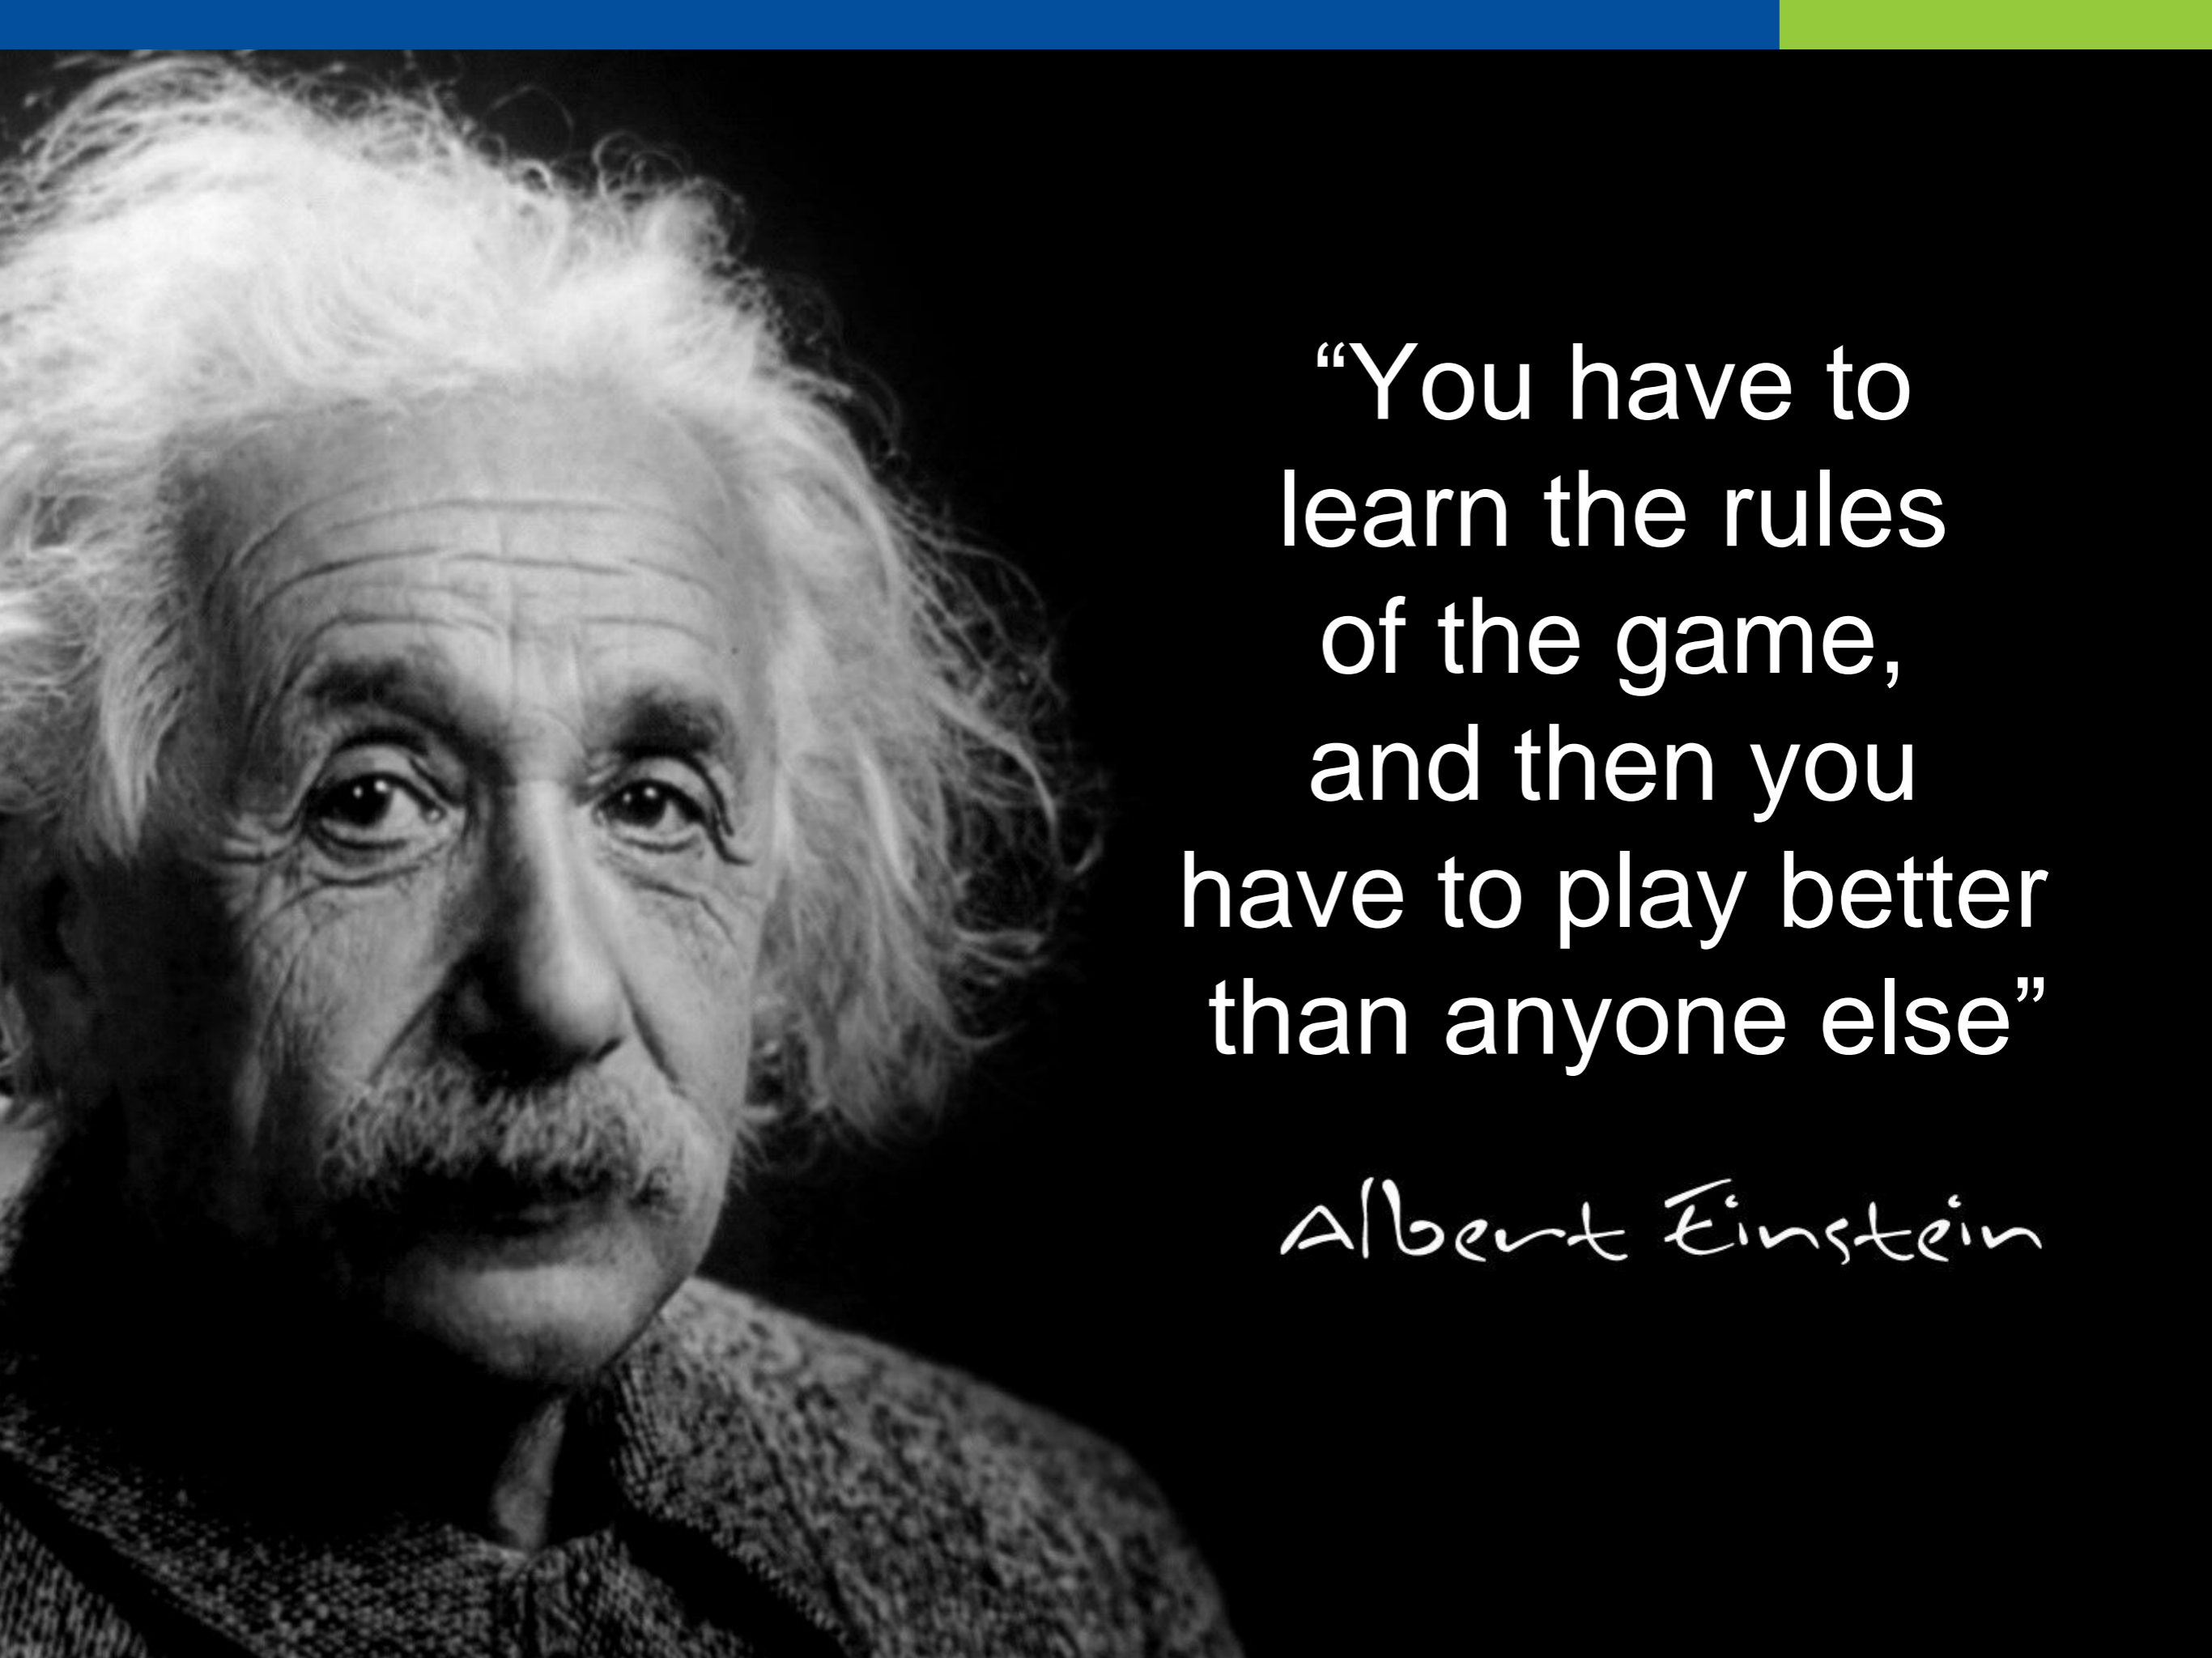 “You have to
learn the rules
of the game,
and then you
have to play better
than anyone else”
Albert Einstein